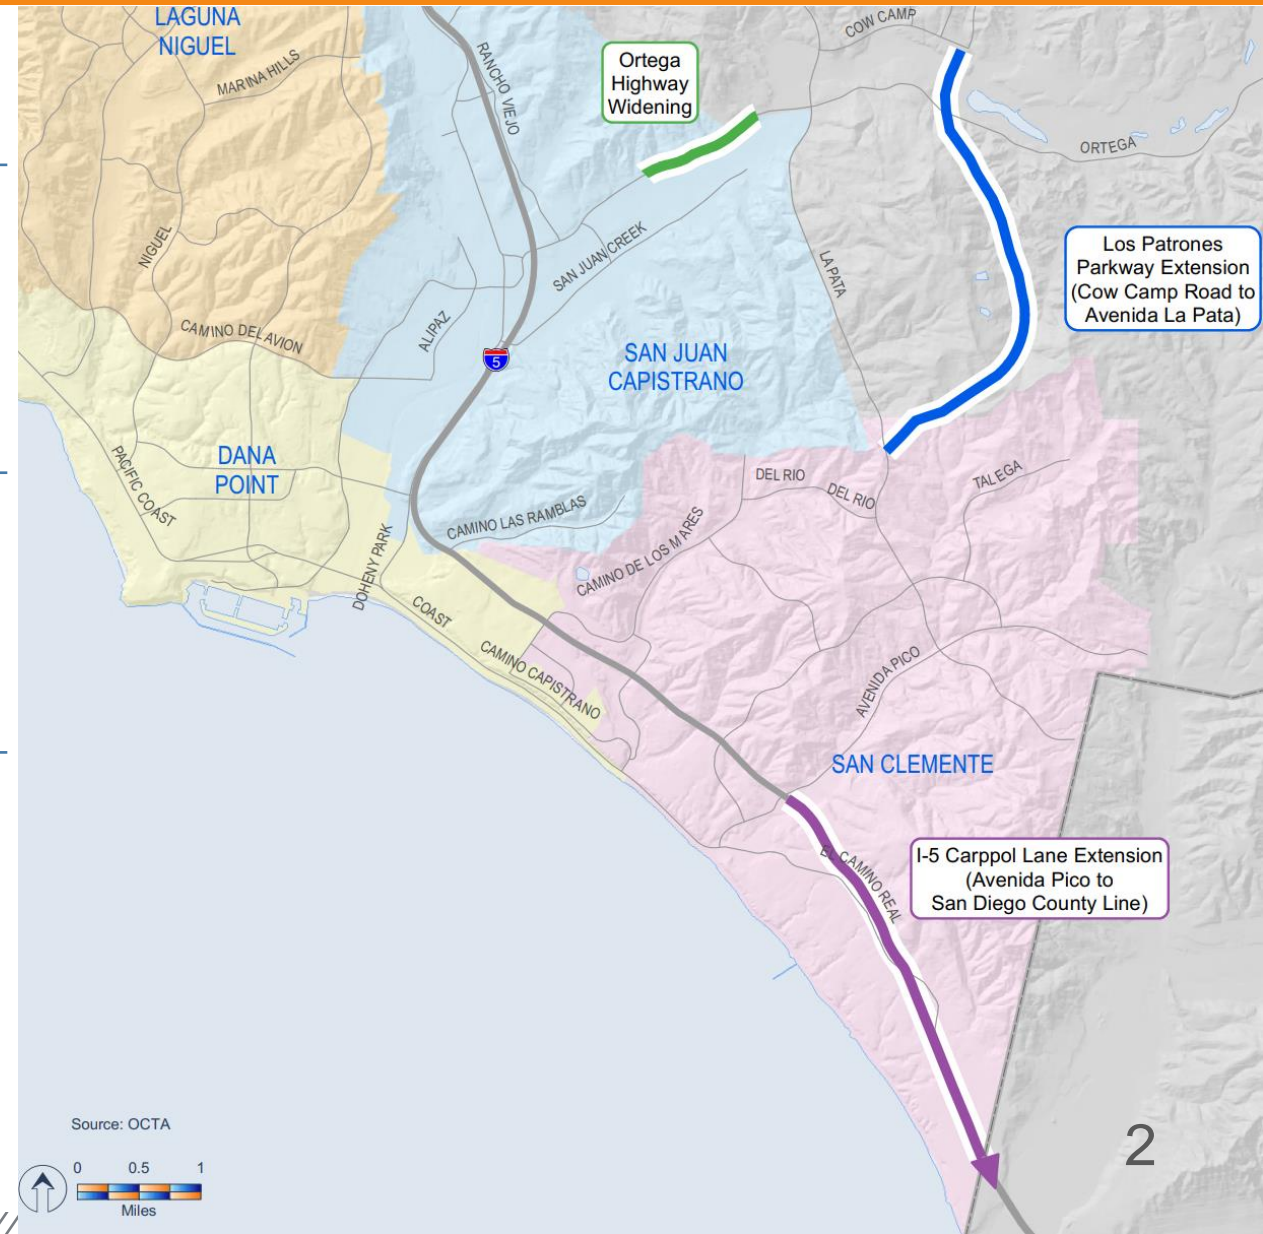 LAGUNA
NIGUEL
MARINA HILLS
RANCHO VIEJO
Ortega
Highway
Widening
COW CAMP
ORTEGA
NIGUEL
SAN JUAN CREEK
LA PATA
Los Patrones
Parkway Extension
(Cow Camp Road to
Avenida La Pata)
CAMINO DEL AVION
ALIPAZ
5
SAN JUAN
CAPISTRANO
DANA
POINT
PACIFIC COAST
DEL RIO
DEL RIO
TALEGA
CAMINO LAS RAMBLAS
CAMINO DE LOS MARES
DOHENY PARK
COAST
CAMINO CAPISTRANO
AVENIDA PICO
SAN CLEMENTE
EL CAMINO REAL
I-5 Carppol Lane Extension
(Avenida Pico to
San Diego County Line)
Source: OCTA
0 0.5 1
Miles
2